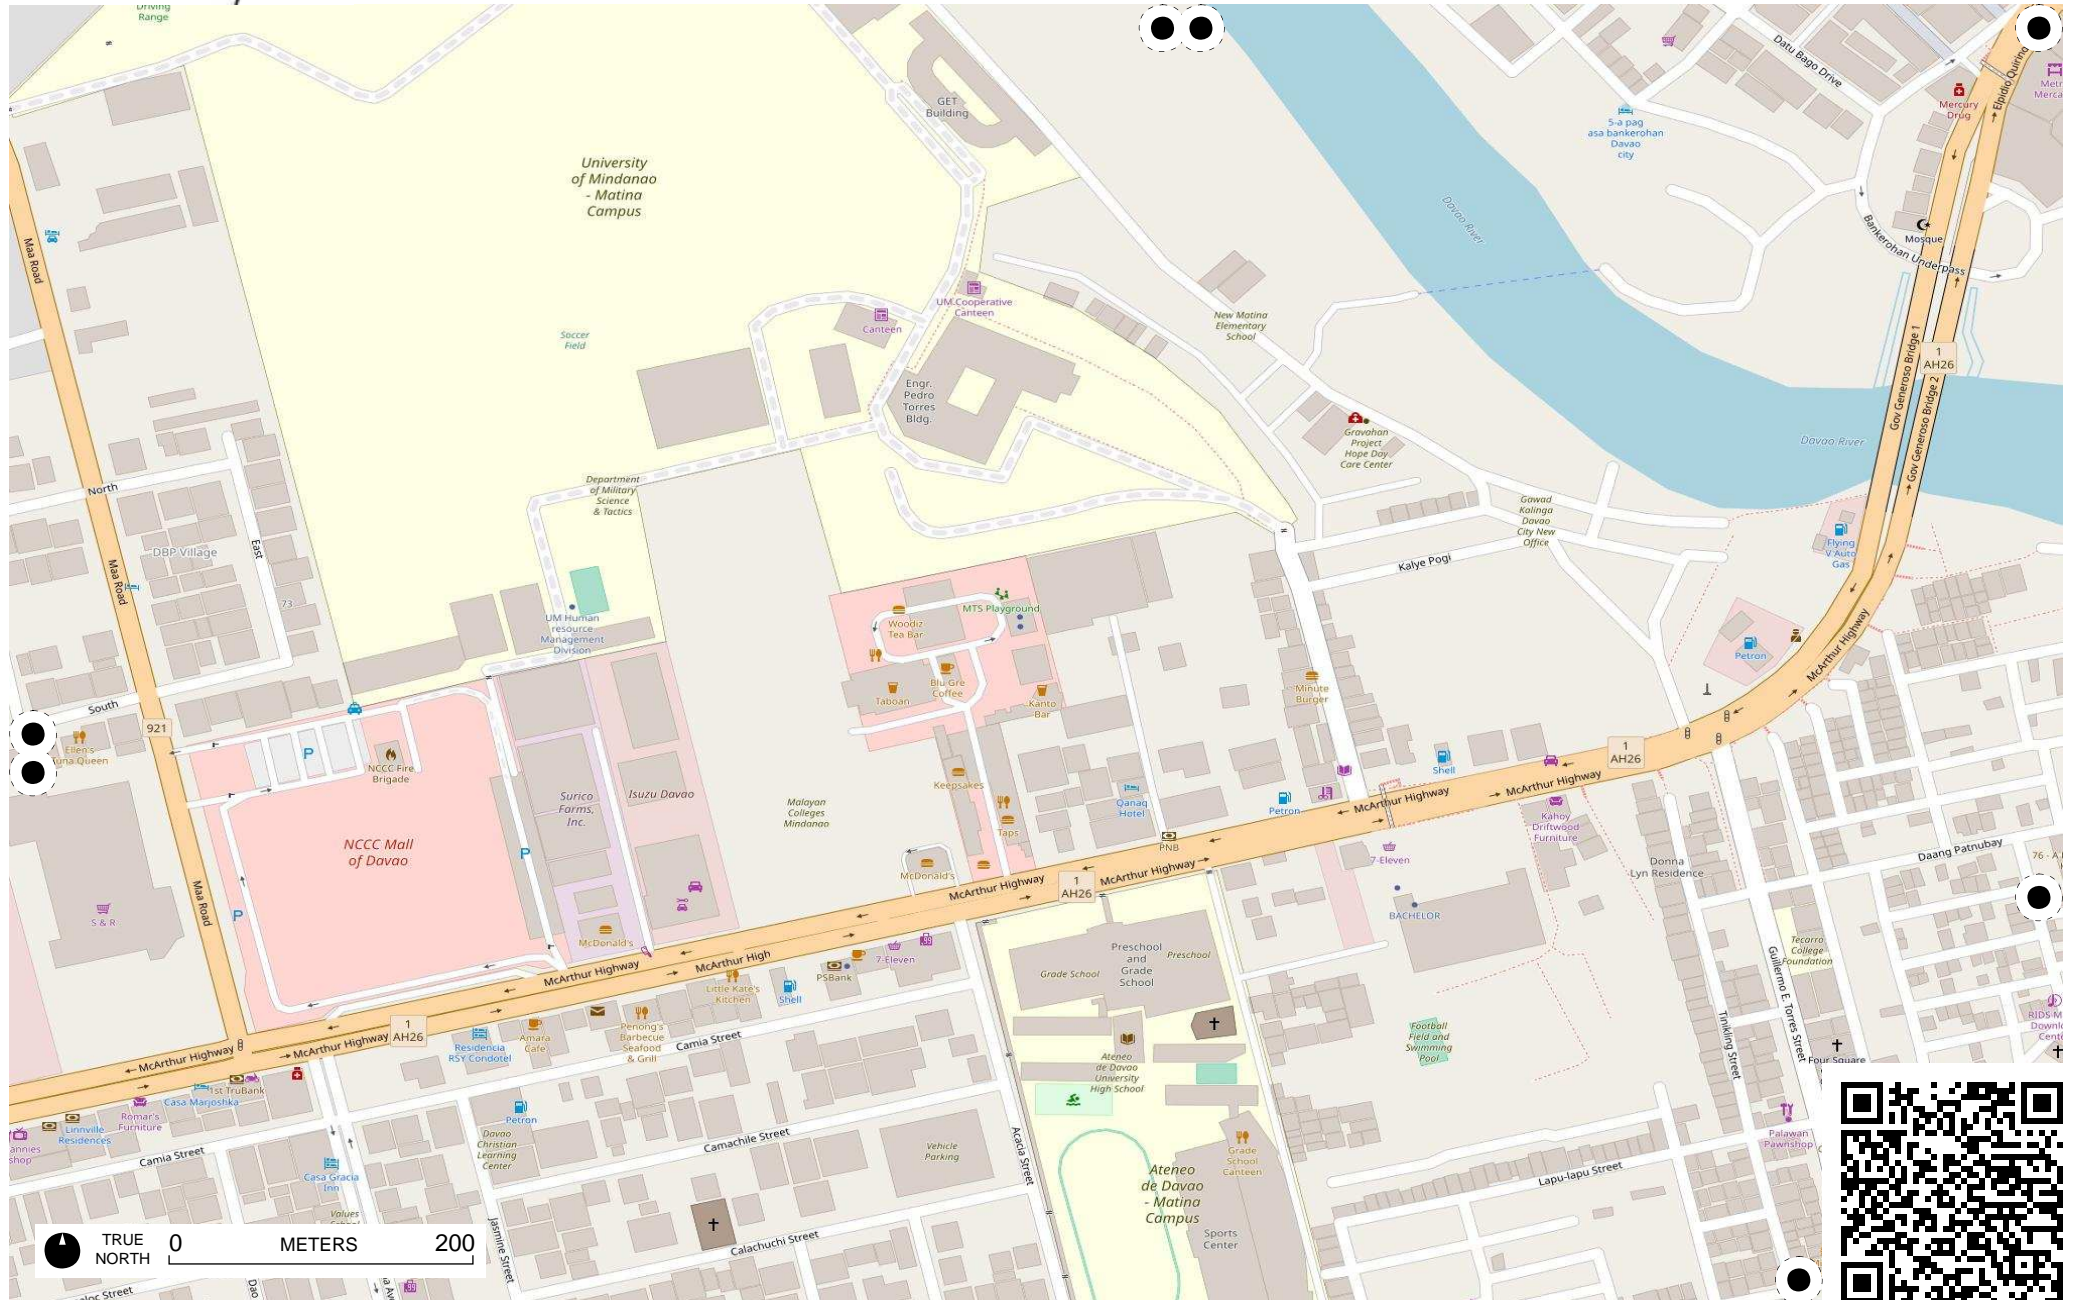 Driving
Range
GET
Building
University
of Mindanao
- Matina
Campus
Datu Bago Drive
Elpidio Quirino
Mercury
Drug
5-a pag
asa bankerohan
Davao
city
Davao River
Mosque
Bankerohan Underpass
Maa Road
UM Cooperative
Canteen
Canteen
New Matina
Elementary
School
Soccer
Field
1
AH26
Gov Generoso Bridge 1
Gov Generoso Bridge 2
Engr.
Pedro
Torres
Bldg.
Gravahan
Project
Hope Day
Care Center
Davao River
North
Department
of Military
Science
& Tactics
Gawad
Kalinga
Davao
City New
Office
Flying
V Auto
Gas
DBP Village
East
Kalye Pogi
Maa Road
73
UM Human
resource
Management
Division
MTS Playground
Woodiz
Tea Bar
Petron
McArthur Highway
Blu Gre
Coffee
Taboan
Kanto
Bar
Minute
Burger
South
921
Ellen's
Tuna Queen
P
NCCC Fire
Brigade
Shell
1
AH26
McArthur Highway
Keepsakes
Surico
Farms,
Inc.
Isuzu Davao
Malayan
Colleges
Mindanao
Qanaq
Hotel
Petron
McArthur Highway
Taps
Kahoy
Driftwood
Furniture
PNB
NCCC Mall
of Davao
P
McDonald's
7-Eleven
Donna
Lyn Residence
Daang Patnubay
McArthur Highway
1
AH26
McArthur Highway
Maa Road
S & R
P
BACHELOR
McDonald's
McArthur Highway
McArthur High
7-Eleven
PSBank
Preschool
and
Grade
School
Preschool
Grade School
Tecarro
College
Foundation
Guillermo E. Torres Street
Little Kate's
Kitchen
Shell
Tinikling Street
1
AH26
Residencia
RSY Condotel
Amara
Cafe
Penong's
Barbecue
Seafood
& Grill
Camia Street
Football
Field and
Swimming
Pool
McArthur Highway
McArthur Highway
Four Square
Ateneo
de Davao
University
High School
1st TruBank
Casa Marjoshka
Romar's
Furniture
Linnville
Residences
Petron
Davao
Christian
Learning
Center
Camachile Street
Vehicle
Parking
Acacia Street
Camia Street
Palawan
Pawnshop
Grade
School
Canteen
Casa Gracia
Inn
Ateneo
de Davao
- Matina
Campus
Lapu-lapu Street
Values
Jasmine Street
Calachuchi Street
Sports
Center
TRUE
NORTH
0 METERS 200